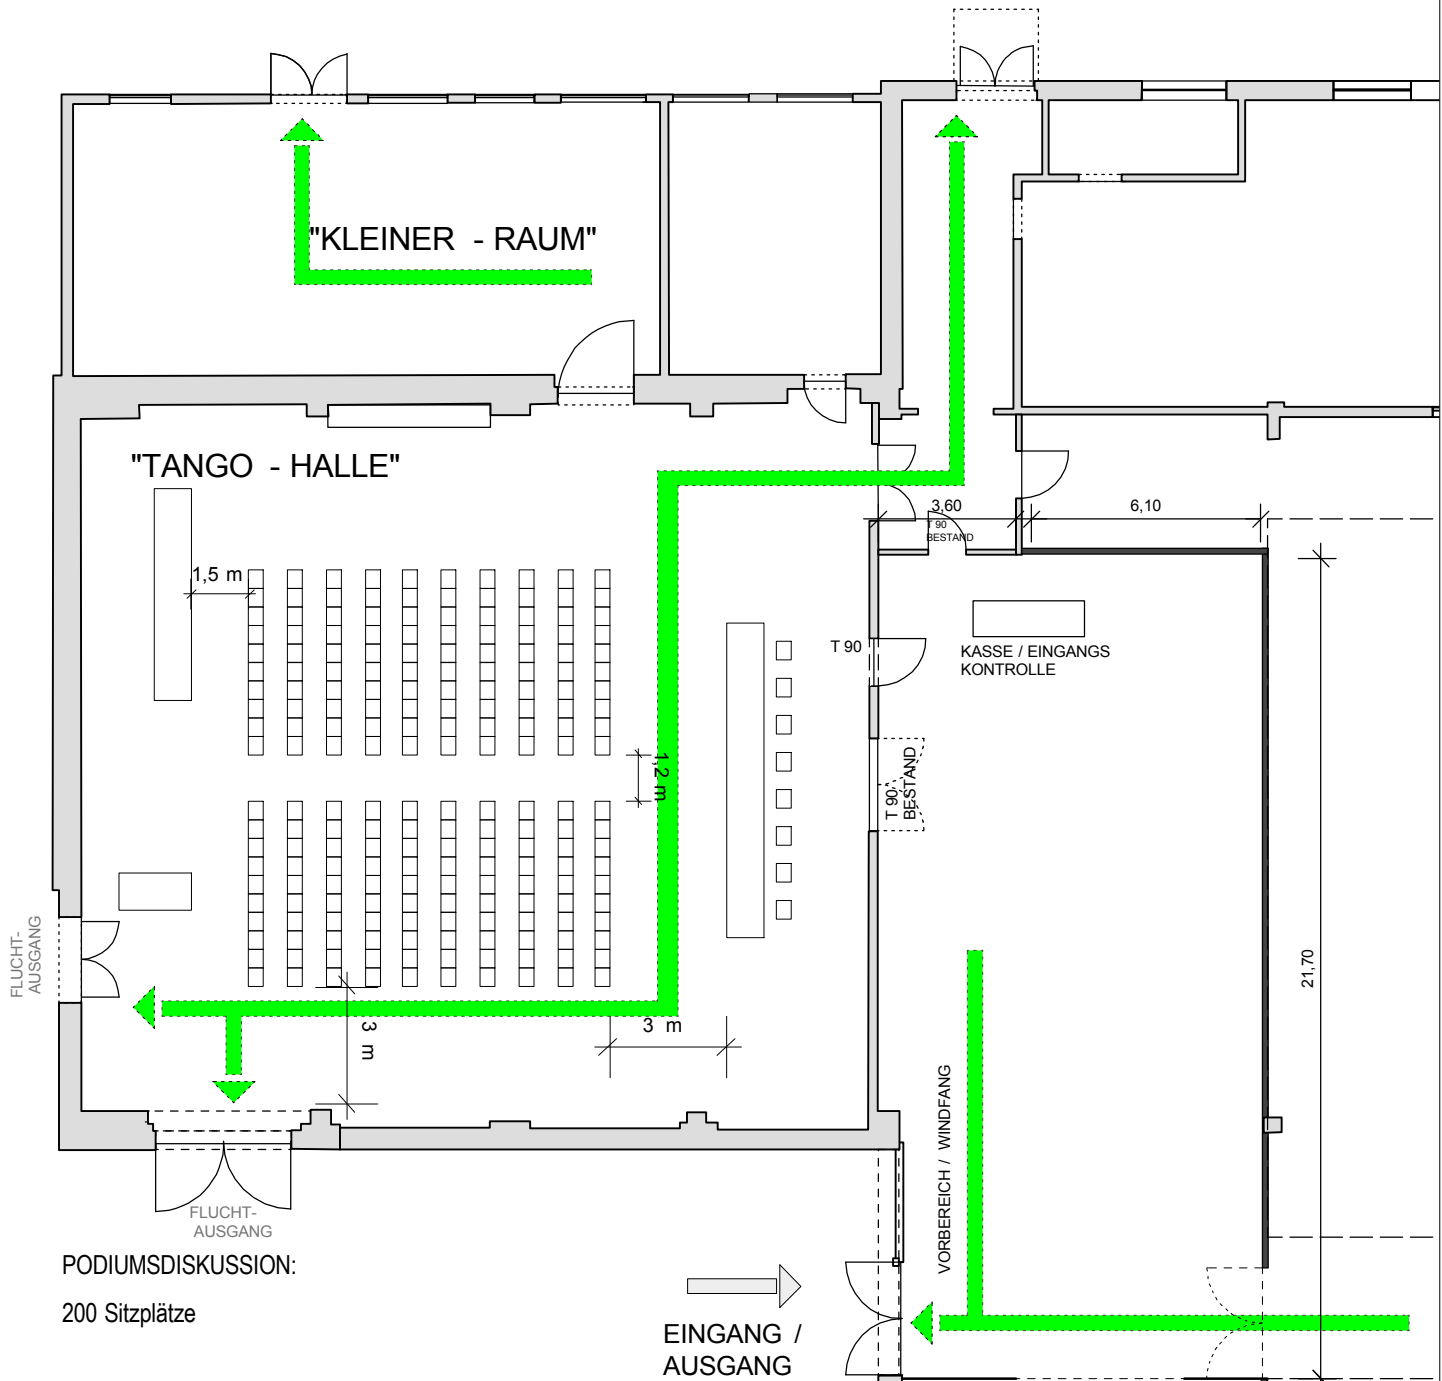 "KLEINER - RAUM"
"TANGO - HALLE"
3,60
6,10
T 90
BESTAND
1,5 m
T 90
KASSE / EINGANGS
KONTROLLE
1,2 m
T 90
BESTAND
FLUCHT-
AUSGANG
21,70
3 m
3 m
VORBEREICH / WINDFANG
FLUCHT-
AUSGANG
PODIUMSDISKUSSION:
200 Sitzplätze
EINGANG /
AUSGANG